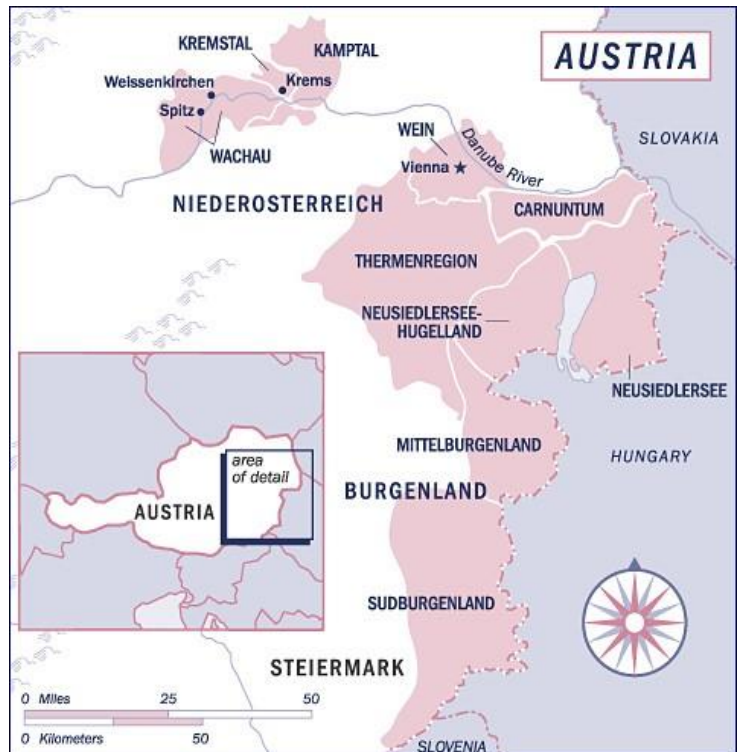 AUSTRIA
KREMSTAL
KAMPTAL
Weissenkirchen
Krems
Spitz
WACHAU
WEIN
Vienna
Danube River
SLOVAKIA
NIEDEROSTERREICH
CARNUNTUM
THERMENREGION
NEUSIEDLERSEE-
HUGELLAND
NEUSIEDLERSEE
MITTELBURGENLAND
HUNGARY
area
of detail
AUSTRIA
BURGENLAND
SUDBURGENLAND
STEIERMARK
0 Miles 25 50
0 Kilometers 50
SLOVENIA